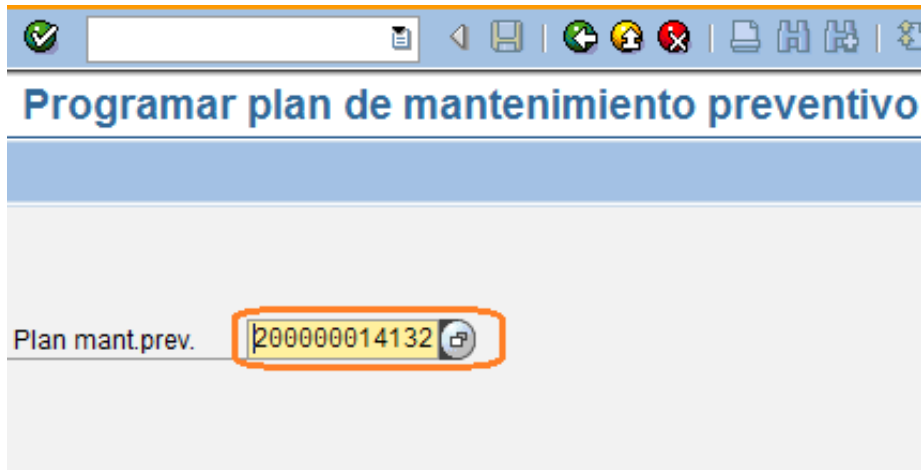 Programar plan de mantenimiento preventivo
Plan mant.prev. 200000014132